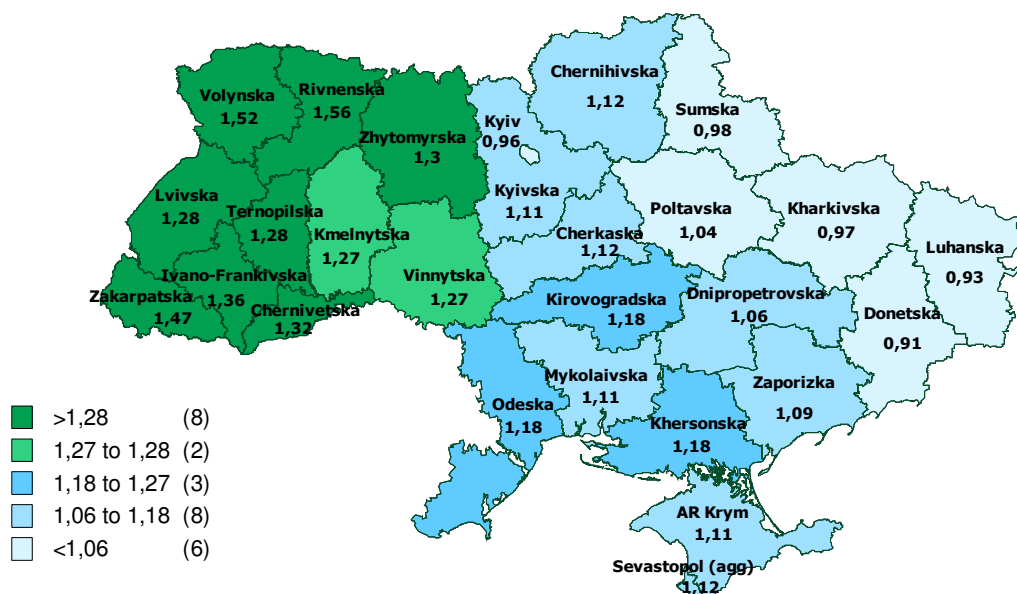 Chernihivska
1,12
Rivnenska
1,56
Volynska
1,52
Sumska
0,98
Kyiv
0,96
Zhytomyrska
1,3
Lvivska
1,28
Kyivska
1,11
Poltavska
1,04
Kharkivska
0,97
Ternopilska
1,28
Kmelnytska
1,27
Cherkaska
1,12
Luhanska
0,93
Ivano-Frankivska
1,36
Vinnytska
1,27
Zakarpatska
1,47
Chernivetska
1,32
Kirovogradska
1,18
Dnipropetrovska
1,06
Donetska
0,91
Mykolaivska
1,11
Zaporizka
1,09
Odeska
1,18
Khersonska
1,18
AR Krym
1,11
Sevastopol (agg)
1,12
>1,28 (8)
1,27 to 1,28 (2)
1,18 to 1,27 (3)
1,06 to 1,18 (8)
<1,06 (6)